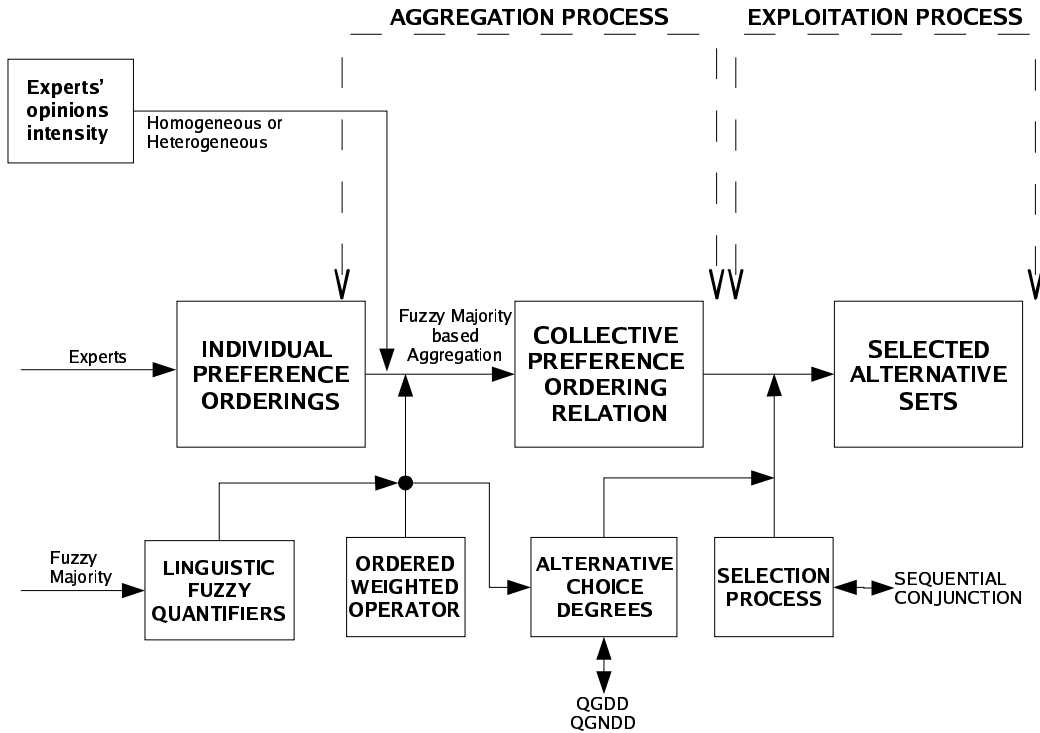 AGGREGATION PROCESS
EXPLOITATION PROCESS
Experts'
opinions
intensity
Homogeneous or
Heterogeneous
Experts
INDIVIDUAL
PREFERENCE
ORDERINGS
Fuzzy Majority
based
Aggregation
COLLECTIVE
PREFERENCE
ORDERING
RELATION
SELECTED
ALTERNATIVE
SETS
Fuzzy
Majority
LINGUISTIC
FUZZY
QUANTIFIERS
ORDERED
WEIGHTED
OPERATOR
ALTERNATIVE
CHOICE
DEGREES
SELECTION
PROCESS
SEQUENTIAL
CONJUNCTION
QGDD
QGNDD